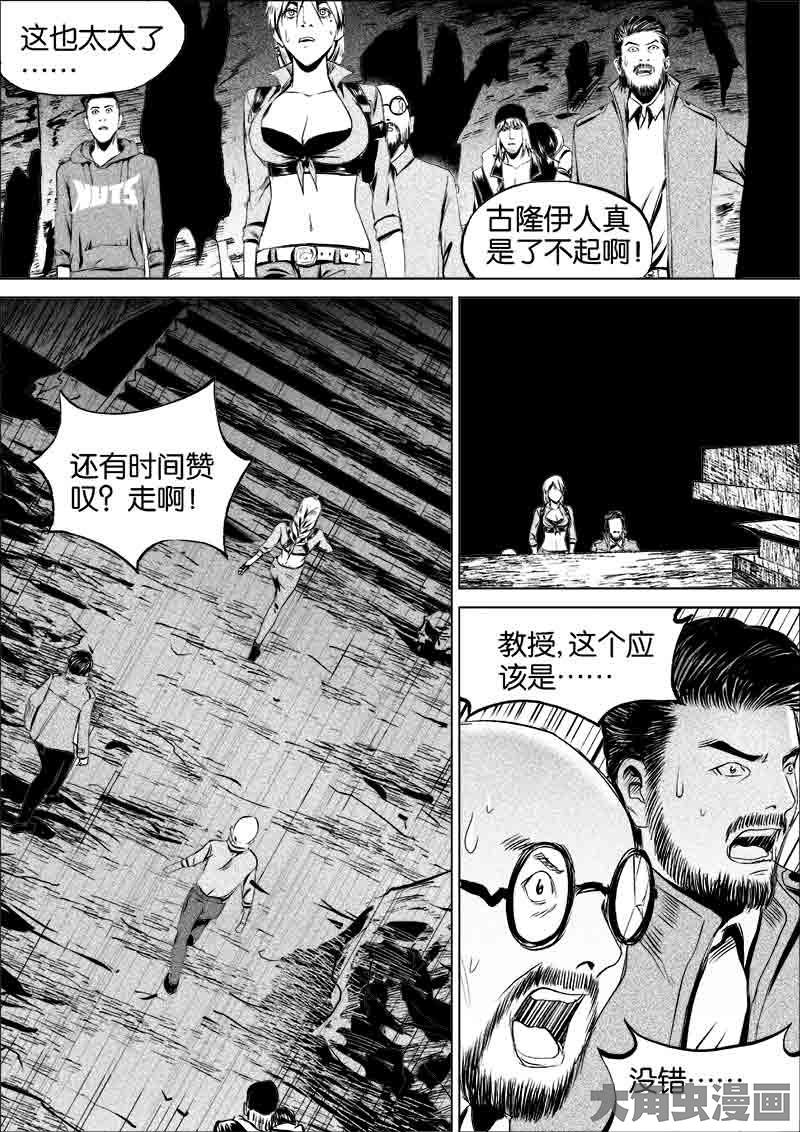 这也太大了
……
NUTS
古隆伊人真
是了不起啊！
还有时间赞
叹？走啊！
教授，这个应
该是……
没错……
大角虫漫画